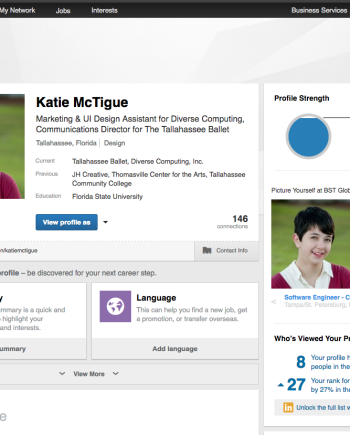 My Network Jobs Interests Business Services
Katie McTigue
Marketing & UI Design Assistant for Diverse Computing,
Communications Director for The Tallahassee Ballet
Tallahassee, Florida | Design
Current Tallahassee Ballet, Diverse Computing, Inc.
Previous JH Creative, Thomasville Center for the Arts, Tallahassee
Community College
Education Florida State University
View profile as
146
connections
katiemctigue
Contact Info
profile – be discovered for your next career step.
y
ummary is a quick and
highlight your
and interests.
ummary
Language
This can help you find a new job, get
a promotion, or transfer overseas.
Add language
View More
e
Profile Strength
Picture Yourself at BST Glob
Software Engineer - C
Tampa/St. Petersburg, F
Who's Viewed Your P
8 Your profile h
people in the
27 Your rank for
by 27% in the
in Unlock the full list w